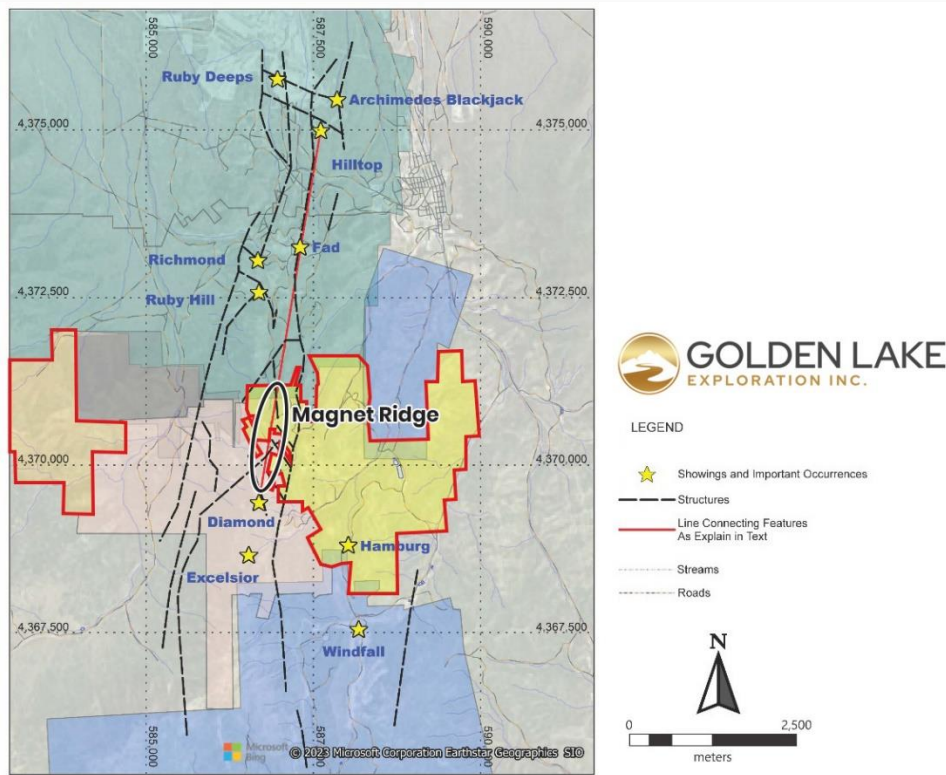 585,000
587,500
590,000
Ruby Deeps
Archimedes Blackjack
4,375,000
4,375,000
Hilltop
Fad
Richmond
Ruby Hill
4,372,500
4,372,500
Magnet Ridge
4,370,000
4,370,000
Diamond
Hamburg
Excelsior
4,367,500
4,367,500
Windfall
585,000
587,500
590,000
Microsoft
Bing
© 2023 Microsoft Corporation Earthstar Geographics SIO
GOLDEN LAKE
EXPLORATION INC.
LEGEND
Showings and Important Occurrences
Structures
Line Connecting Features
As Explain in Text
Streams
Roads
N
0
2,500
meters